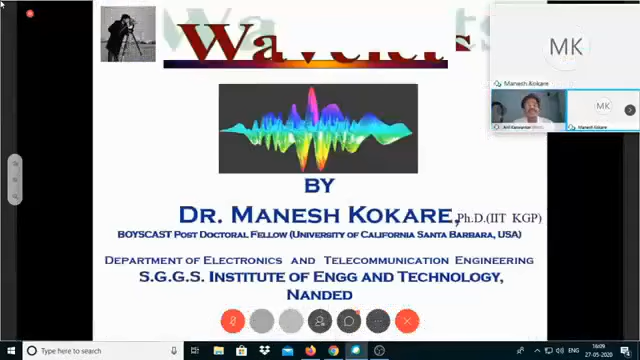 Wavelets
MK
Manesh Kokare
MK
Manesh Kokare
BY
DR. MANESH KOKARE, Ph.D.(IIT KGP)
BOYSCAST POST DOCTORAL FELLOW (UNIVERSITY OF CALIFORNIA SANTA BARBARA, USA)
DEPARTMENT OF ELECTRONICS AND TELECOMMUNICATION ENGINEERING
S.G.G.S. INSTITUTE OF ENGG AND TECHNOLOGY,
NANDED
Type here to search
ENG
16:09
27-05-2020